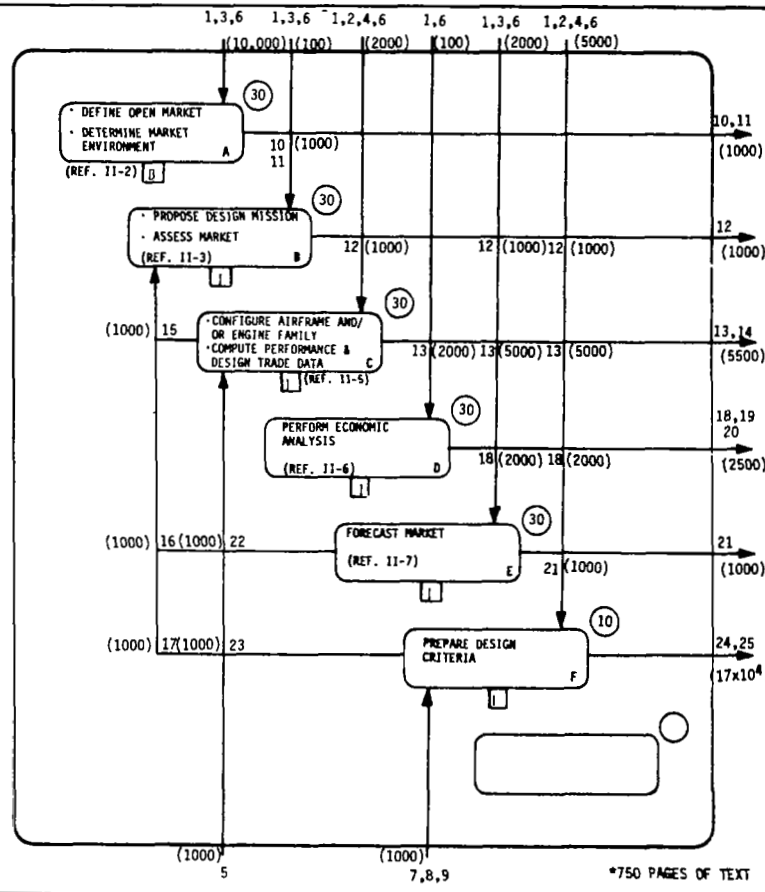 1,3,6 1,3,6 1,2,4,6 1,6 1,3,6 1,2,4,6
(10,000) (100) (2000) (100) (2000) (5000)
30
· DEFINE OPEN MARKET
· DETERMINE MARKET
ENVIRONMENT A
(REF. II-2) B
10 (1000)
11
10,11
(1000)
30
· PROPOSE DESIGN MISSION
· ASSESS MARKET
(REF. II-3) B
12 (1000) 12 (1000) 12 (1000)
12
(1000)
30
(1000) 15
· CONFIGURE AIRFRAME AND/
OR ENGINE FAMILY
· COMPUTE PERFORMANCE &
DESIGN TRADE DATA C
(REF. II-5)
13 (2000) 13 (5000) 13 (5000)
13,14
(5500)
30
PERFORM ECONOMIC
ANALYSIS
(REF. II-6) D
18 (2000) 18 (2000)
18,19
20
(2500)
30
(1000) 16 (1000) 22
FORECAST MARKET
(REF. II-7) E
21 (1000)
21
(1000)
10
(1000) 17 (1000) 23
PREPARE DESIGN
CRITERIA F
24,25
(17x10⁴
(1000)
5
(1000)
7,8,9
*750 PAGES OF TEXT